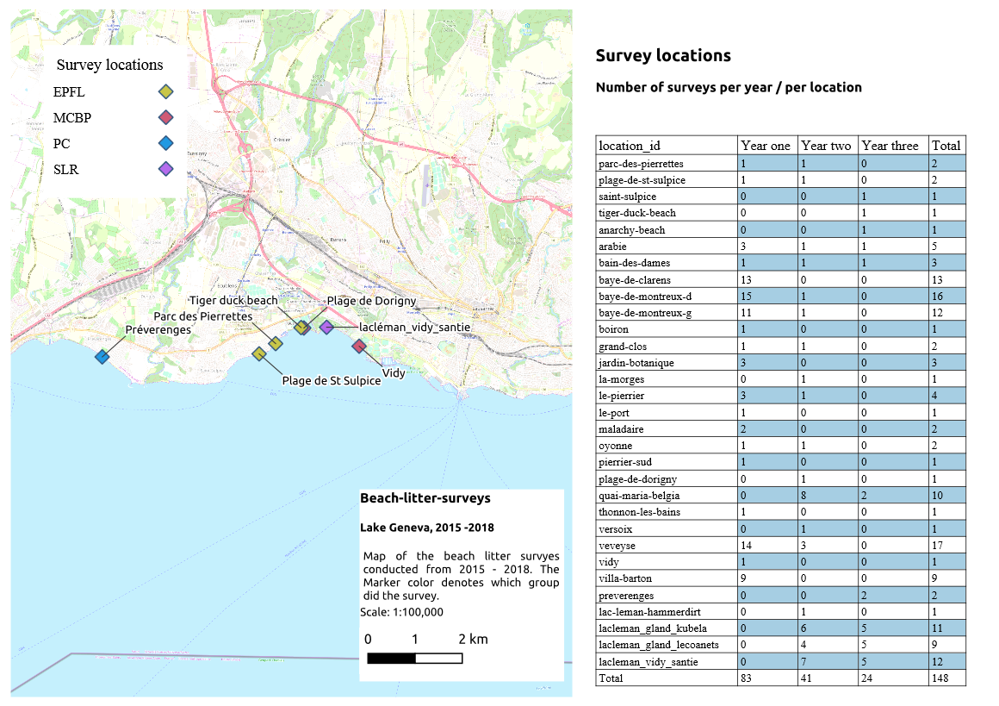 Survey locations
EPFL
MCBP
PC
SLR
Crissier
Bussigny
Renens
Prilly
Ecublens
Lausanne
Tiger duck beach
Plage de Dorigny
Parc des Pierrettes
Préverenges
lacléman_vidy_santie
Plage de St Sulpice
Vidy
Beach-litter-surveys
Lake Geneva, 2015 -2018
Map of the beach litter survyes
conducted from 2015 - 2018. The
Marker color denotes which group
did the survey.
Scale: 1:100,000
0 1 2 km
Survey locations
Number of surveys per year / per location
location_id Year one Year two Year three Total
parc-des-pierrettes 1 1 0 2
plage-de-st-sulpice 1 1 0 2
saint-sulpice 0 0 1 1
tiger-duck-beach 0 0 1 1
anarchy-beach 0 0 1 1
arabie 3 1 1 5
bain-des-dames 1 1 1 3
baye-de-clarens 13 0 0 13
baye-de-montreux-d 15 1 0 16
baye-de-montreux-g 11 1 0 12
boiron 1 0 0 1
grand-clos 1 1 0 2
jardin-botanique 3 0 0 3
la-morges 0 1 0 1
le-pierrier 3 1 0 4
le-port 1 0 0 1
maladaire 2 0 0 2
oyonne 1 1 0 2
pierrier-sud 1 0 0 1
plage-de-dorigny 0 1 0 1
quai-maria-belgia 0 8 2 10
thonnon-les-bains 1 0 0 1
versoix 0 1 0 1
veveyse 14 3 0 17
vidy 1 0 0 1
villa-barton 9 0 0 9
preverenges 0 0 2 2
lac-leman-hammerdirt 0 1 0 1
lacleman_gland_kubela 0 6 5 11
lacleman_gland_lecoanets 0 4 5 9
lacleman_vidy_santie 0 7 5 12
Total 83 41 24 148